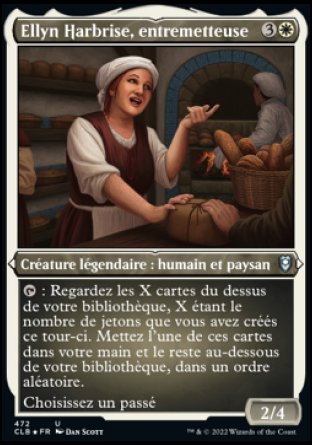 Ellyn Harbrise, entremetteuse 3
Créature légendaire : humain et paysan
: Regardez les X cartes du dessus
de votre bibliothèque, X étant le
nombre de jetons que vous avez créés
ce tour-ci. Mettez l'une de ces cartes
dans votre main et le reste au-dessous
de votre bibliothèque, dans un ordre
aléatoire.
Choisissez un passé
2/4
472 U
CLB • FR Dan Scott
™ & © 2022 Wizards of the Coast